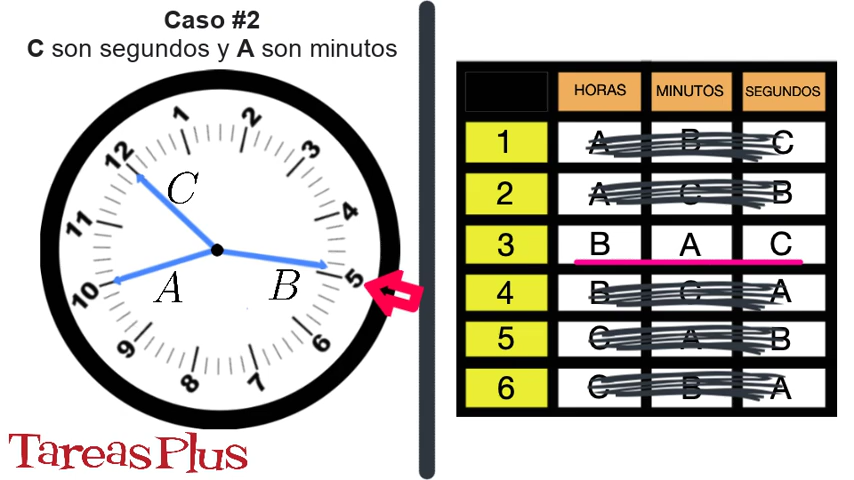 Caso #2
C son segundos y A son minutos
12
1
2
3
4
5
6
7
8
9
10
11
C
A
B
TareasPlus
HORAS MINUTOS SEGUNDOS
1 A B C
2 A C B
3 B A C
4 B C A
5 C A B
6 C B A